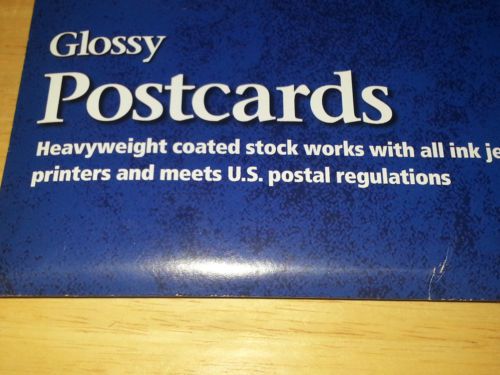 Glossy
Postcards
Heavyweight coated stock works with all ink je
printers and meets U.S. postal regulations